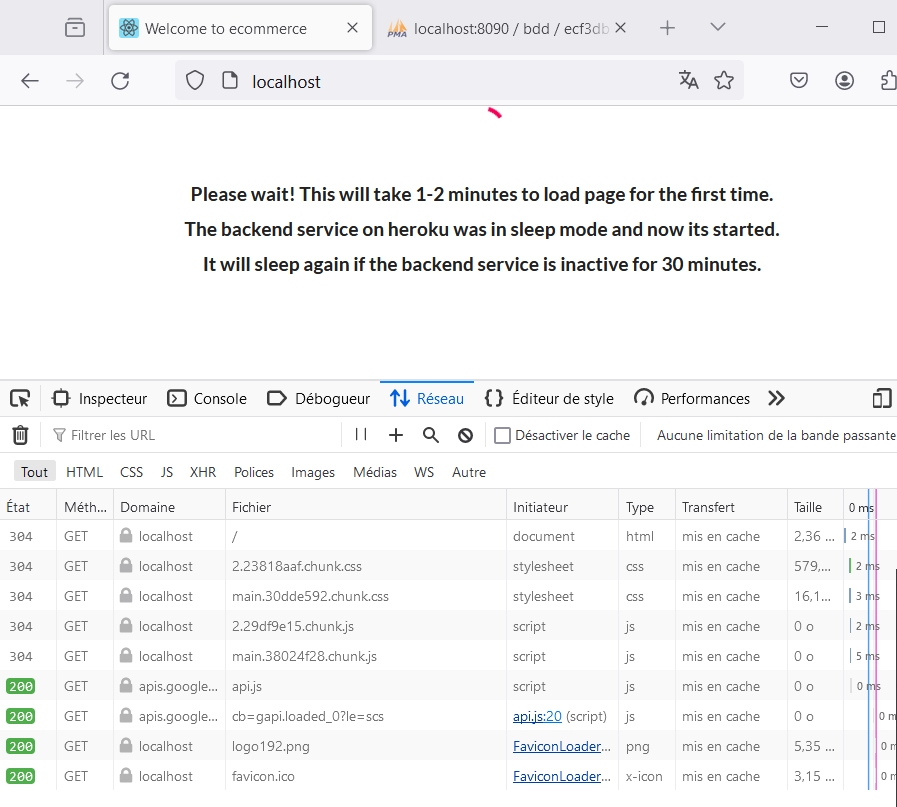 Welcome to ecommerce
localhost:8090 / bdd / ecf3db
localhost
Please wait! This will take 1-2 minutes to load page for the first time.
The backend service on heroku was in sleep mode and now its started.
It will sleep again if the backend service is inactive for 30 minutes.
Inspecteur Console Débogueur Réseau Éditeur de style Performances
Filtrer les URL Désactiver le cache Aucune limitation de la bande passante
Tout HTML CSS JS XHR Polices Images Médias WS Autre
État Méth... Domaine Fichier Initiateur Type Transfert Taille 0 ms
304 GET localhost / document html mis en cache 2,36 ... 2 ms
304 GET localhost 2.23818aaf.chunk.css stylesheet css mis en cache 579,... 2 ms
304 GET localhost main.30dde592.chunk.css stylesheet css mis en cache 16,1... 3 ms
304 GET localhost 2.29df9e15.chunk.js script js mis en cache 0 o 2 ms
304 GET localhost main.38024f28.chunk.js script js mis en cache 0 o 5 ms
200 GET apis.google... api.js script js mis en cache 0 o 0 ms
200 GET apis.google... cb=gapi.loaded_0?le=scs api.js:20 (script) js mis en cache 0 o 0 m
200 GET localhost logo192.png FaviconLoader... png mis en cache 5,35 ... 0 m
200 GET localhost favicon.ico FaviconLoader... x-icon mis en cache 3,15 ... 0 m